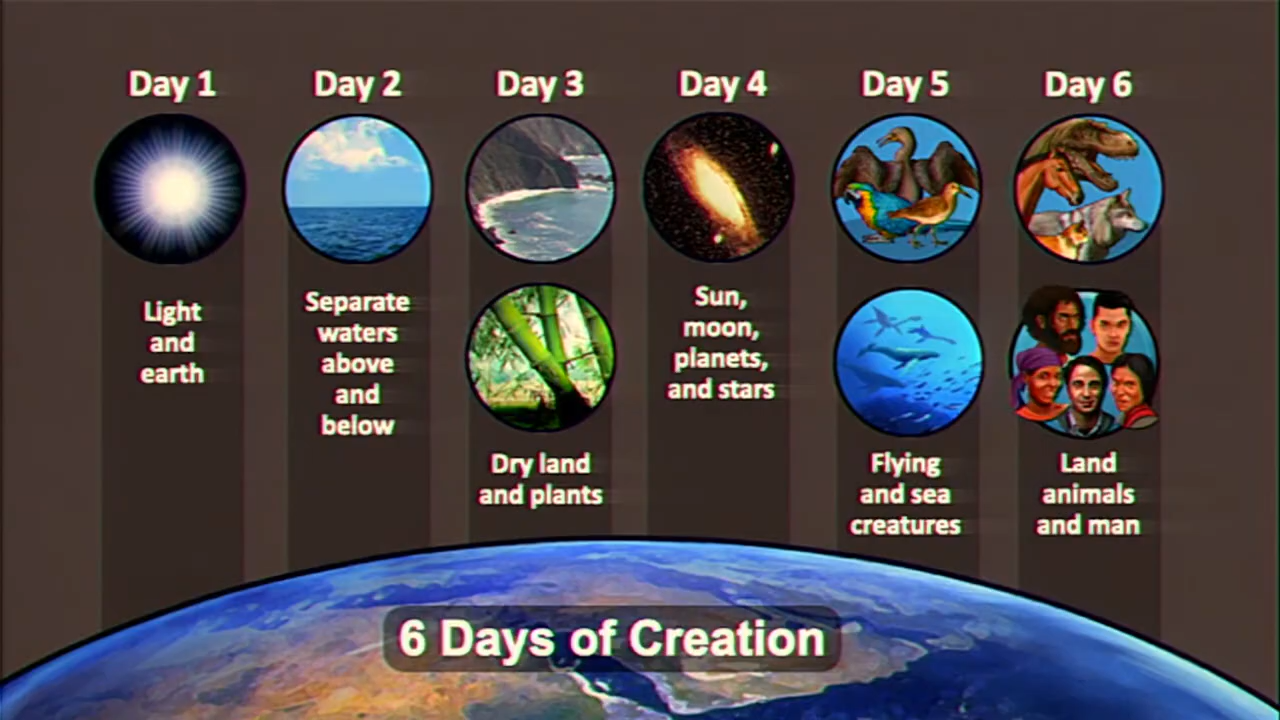 Day 1
Light
and
earth
Day 2
Separate
waters
above
and
below
Day 3
Dry land
and plants
Day 4
Sun,
moon,
planets,
and stars
Day 5
Flying
and sea
creatures
Day 6
Land
animals
and man
6 Days of Creation